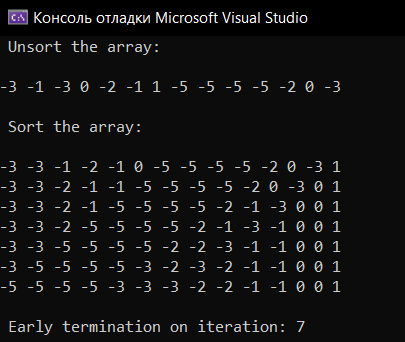 Консоль отладки Microsoft Visual Studio
Unsort the array:
-3 -1 -3 0 -2 -1 1 -5 -5 -5 -5 -2 0 -3
Sort the array:
-3 -3 -1 -2 -1 0 -5 -5 -5 -5 -2 0 -3 1
-3 -3 -2 -1 -1 -5 -5 -5 -5 -2 0 -3 0 1
-3 -3 -2 -1 -5 -5 -5 -5 -2 -1 -3 0 0 1
-3 -3 -2 -5 -5 -5 -5 -2 -1 -3 -1 0 0 1
-3 -3 -5 -5 -5 -5 -2 -2 -3 -1 -1 0 0 1
-3 -5 -5 -5 -5 -3 -2 -3 -2 -1 -1 0 0 1
-5 -5 -5 -5 -3 -3 -3 -2 -2 -1 -1 0 0 1
Early termination on iteration: 7